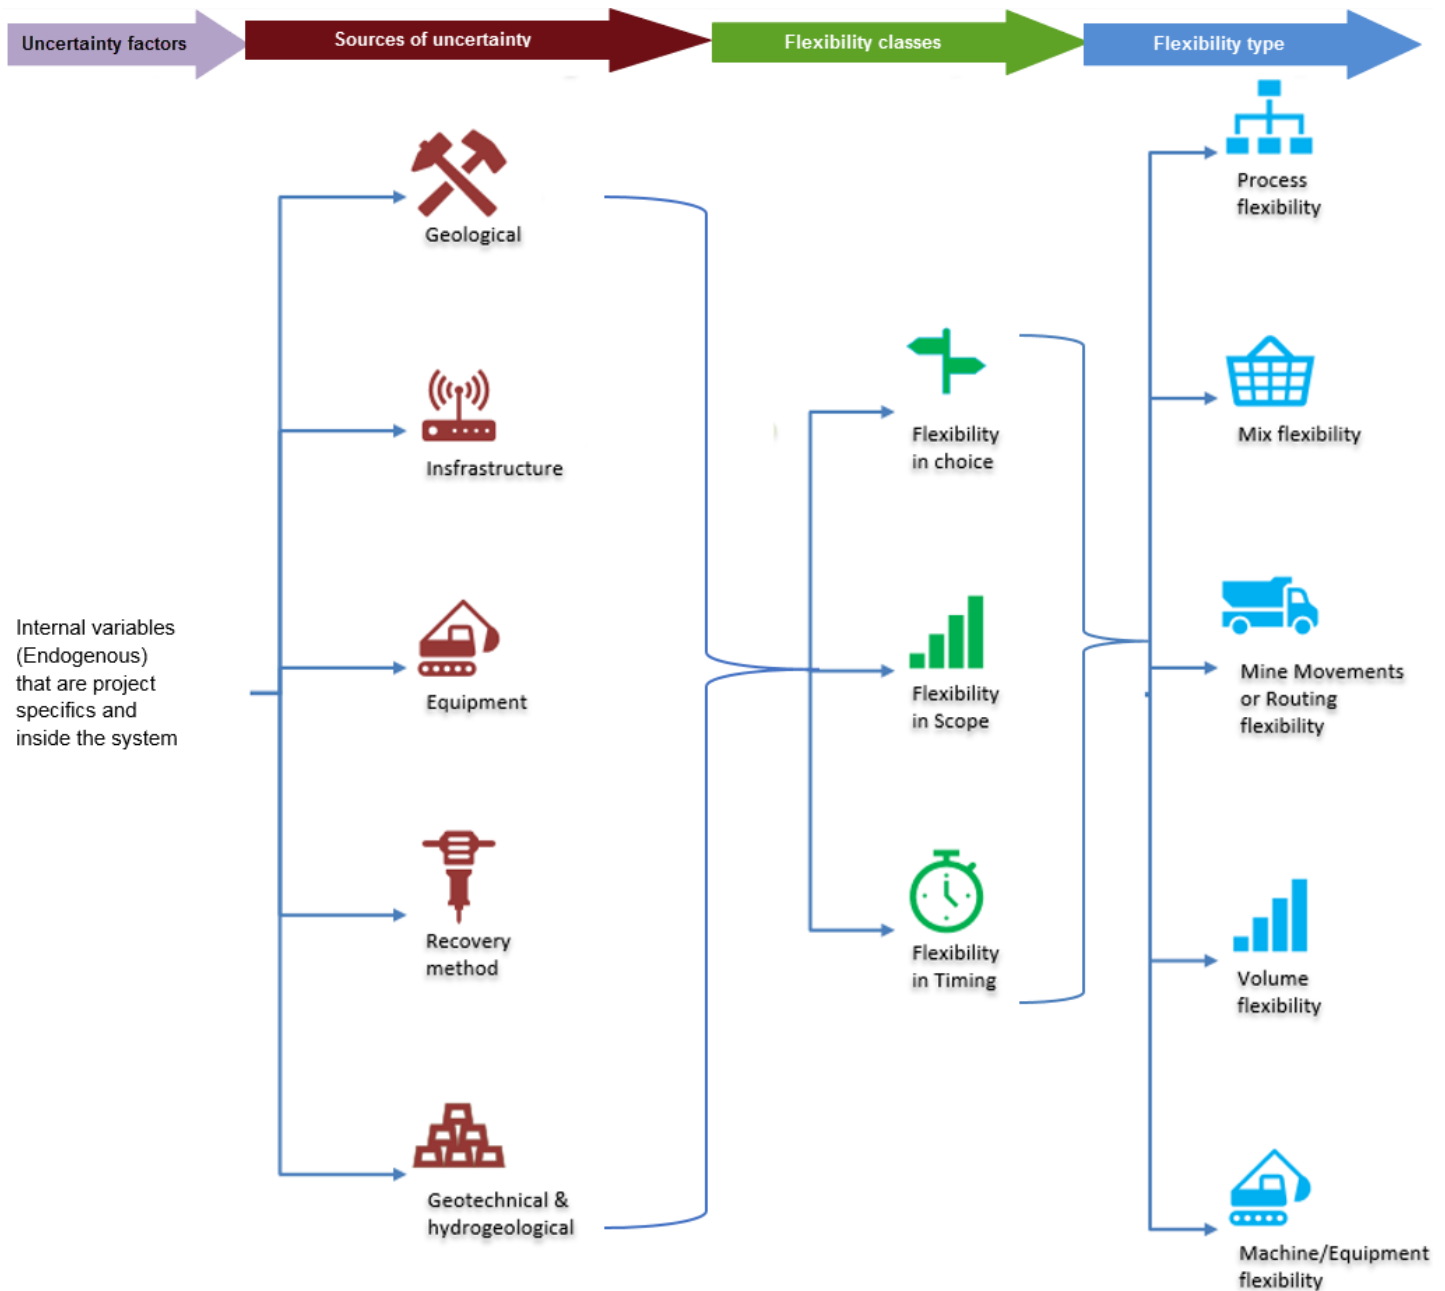 Uncertainty factors
Sources of uncertainty
Flexibility classes
Flexibility type
Internal variables
(Endogenous)
that are project
specifics and
inside the system
Geological
Insfrastructure
Equipment
Recovery
method
Geotechnical &
hydrogeological
Flexibility
in choice
Flexibility
in Scope
Flexibility
in Timing
Process
flexibility
Mix flexibility
Mine Movements
or Routing
flexibility
Volume
flexibility
Machine/Equipment
flexibility